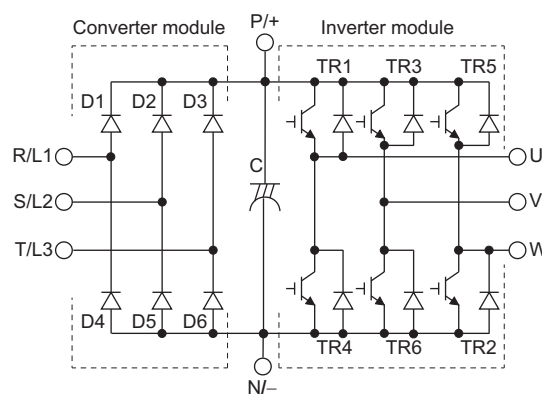 Converter module
P/+
Inverter module
TR1 TR3 TR5
D1 D2 D3
R/L1
C
U
S/L2
V
T/L3
W
D4 D5 D6
TR4 TR6 TR2
N/−